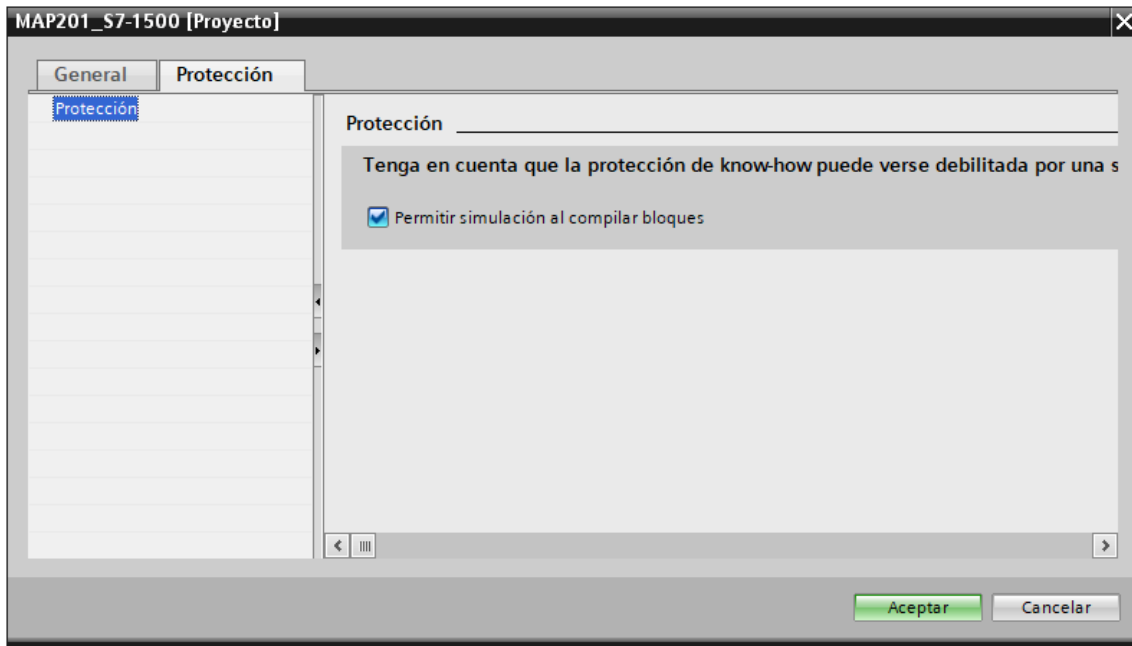 MAP201_S7-1500 [Proyecto]
General
Protección
Protección
Protección
Tenga en cuenta que la protección de know-how puede verse debilitada por una s
Permitir simulación al compilar bloques
Aceptar
Cancelar